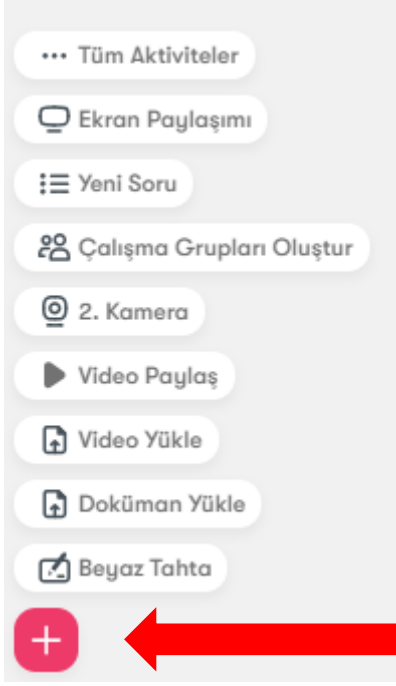 Tüm Aktiviteler
Ekran Paylaşımı
Yeni Soru
Çalışma Grupları Oluştur
2. Kamera
Video Paylaş
Video Yükle
Doküman Yükle
Beyaz Tahta